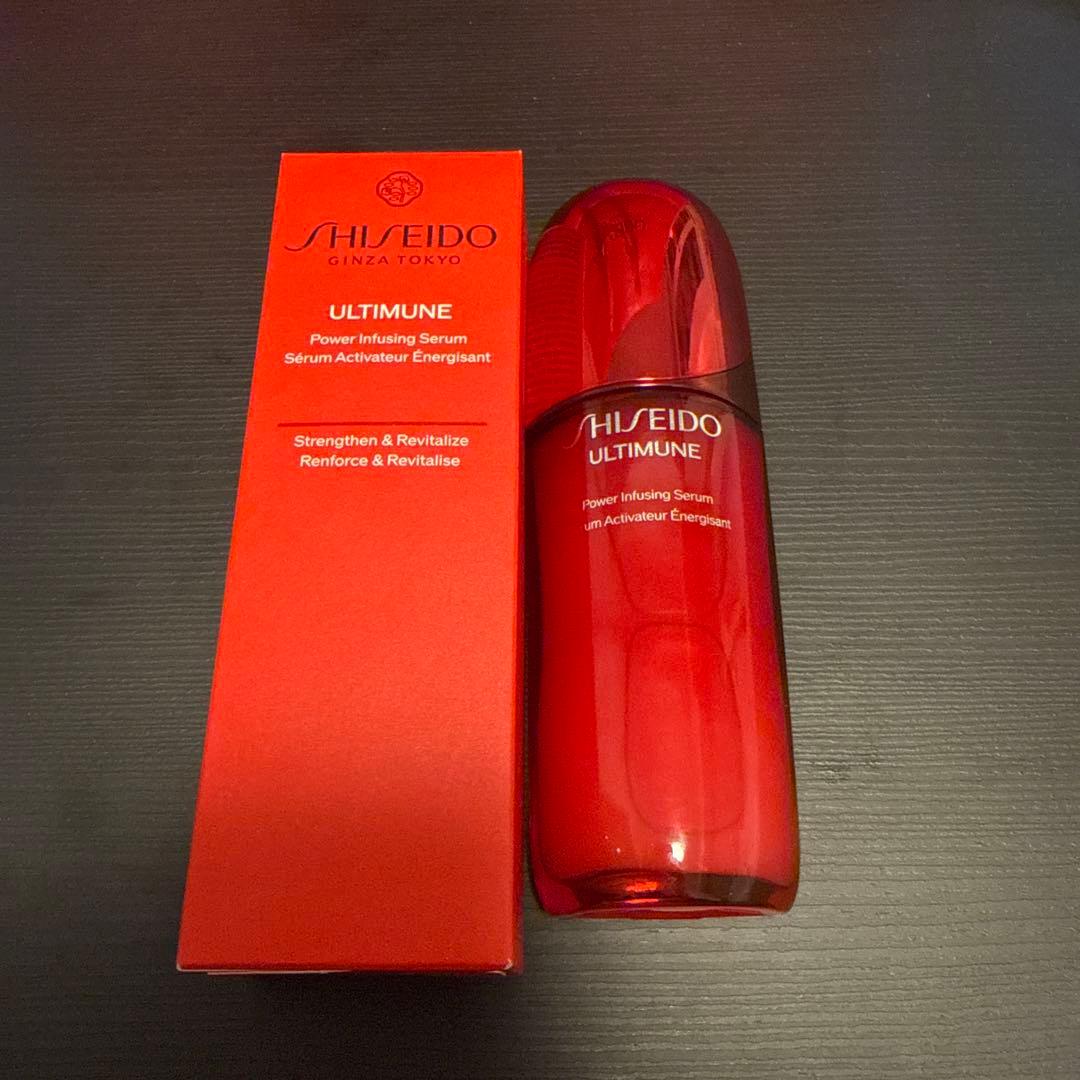 SHISEIDO
GINZA TOKYO
ULTIMUNE
Power Infusing Serum
Sérum Activateur Énergisant
Strengthen & Revitalize
Renforce & Revitalise
SHISEIDO
ULTIMUNE
Power Infusing Serum
um Activateur Énergisant